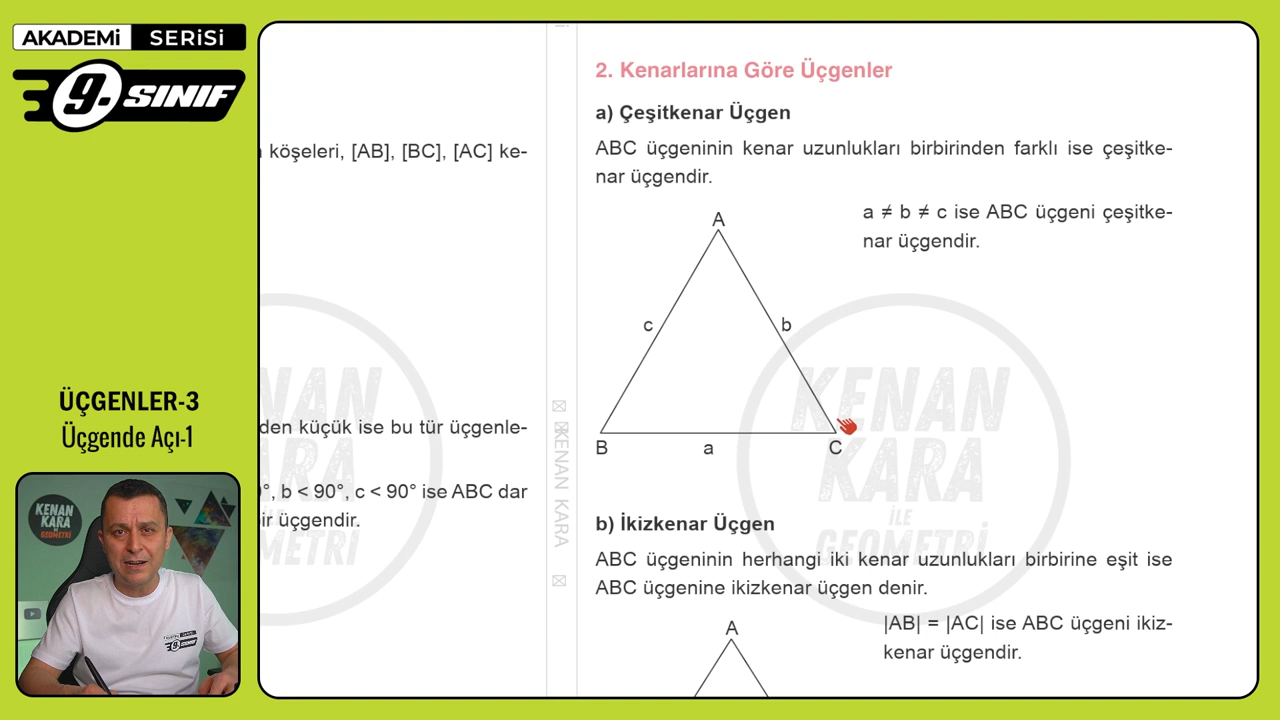 AKADEMİ SERİSİ
9. SINIF
ÜÇGENLER-3
Üçgende Açı-1
KENAN
KARA
İLE
GEOMETRİ
köşeleri, [AB], [BC], [AC] ke-
den küçük ise bu tür üçgenle-
b < 90°, c < 90° ise ABC dar
bir üçgendir.
KENAN KARA
2. Kenarlarına Göre Üçgenler
a) Çeşitkenar Üçgen
ABC üçgeninin kenar uzunlukları birbirinden farklı ise çeşitke-
nar üçgendir.
a ≠ b ≠ c ise ABC üçgeni çeşitke-
nar üçgendir.
A
c
b
B
a
C
KENAN
KARA
İLE
GEOMETRİ
b) İkizkenar Üçgen
ABC üçgeninin herhangi iki kenar uzunlukları birbirine eşit ise
ABC üçgenine ikizkenar üçgen denir.
A
|AB| = |AC| ise ABC üçgeni ikiz-
kenar üçgendir.
9. SINIF